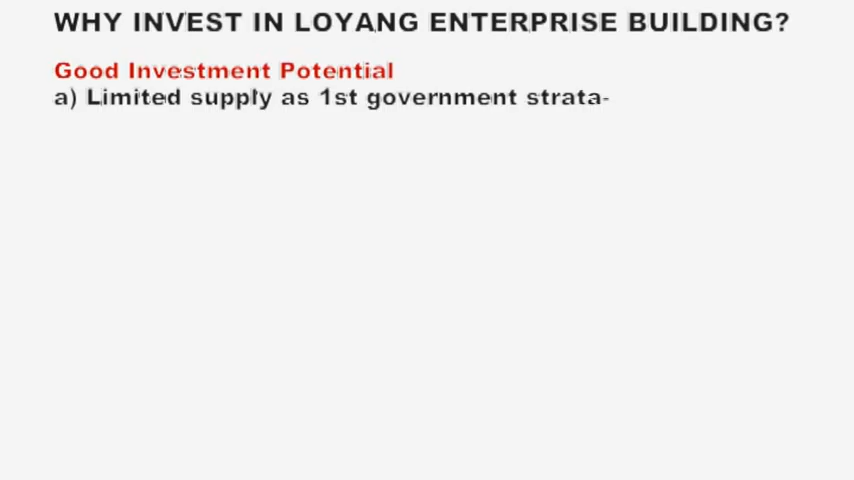 WHY INVEST IN LOYANG ENTERPRISE BUILDING?
Good Investment Potential
a) Limited supply as 1st government strata-